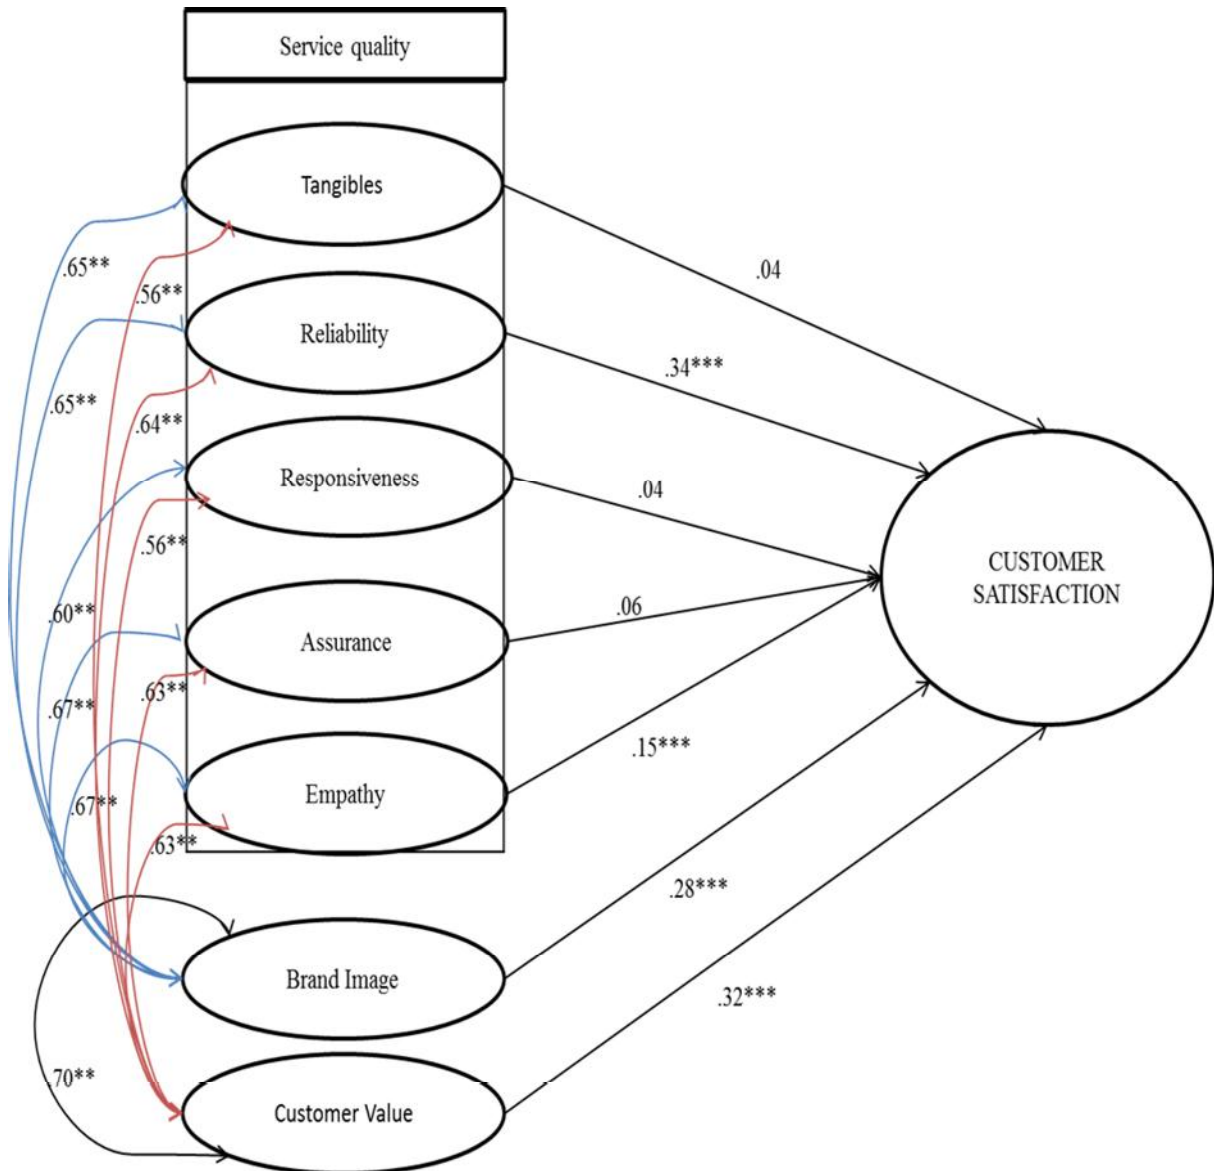 Service quality
Tangibles
.04
.65**
.56**
Reliability
.34***
.65**
.64**
Responsiveness
.04
.56**
CUSTOMER
SATISFACTION
.60**
Assurance
.06
.63**
.67**
.15***
Empathy
.67**
.63**
.28***
Brand Image
.32***
.70**
Customer Value